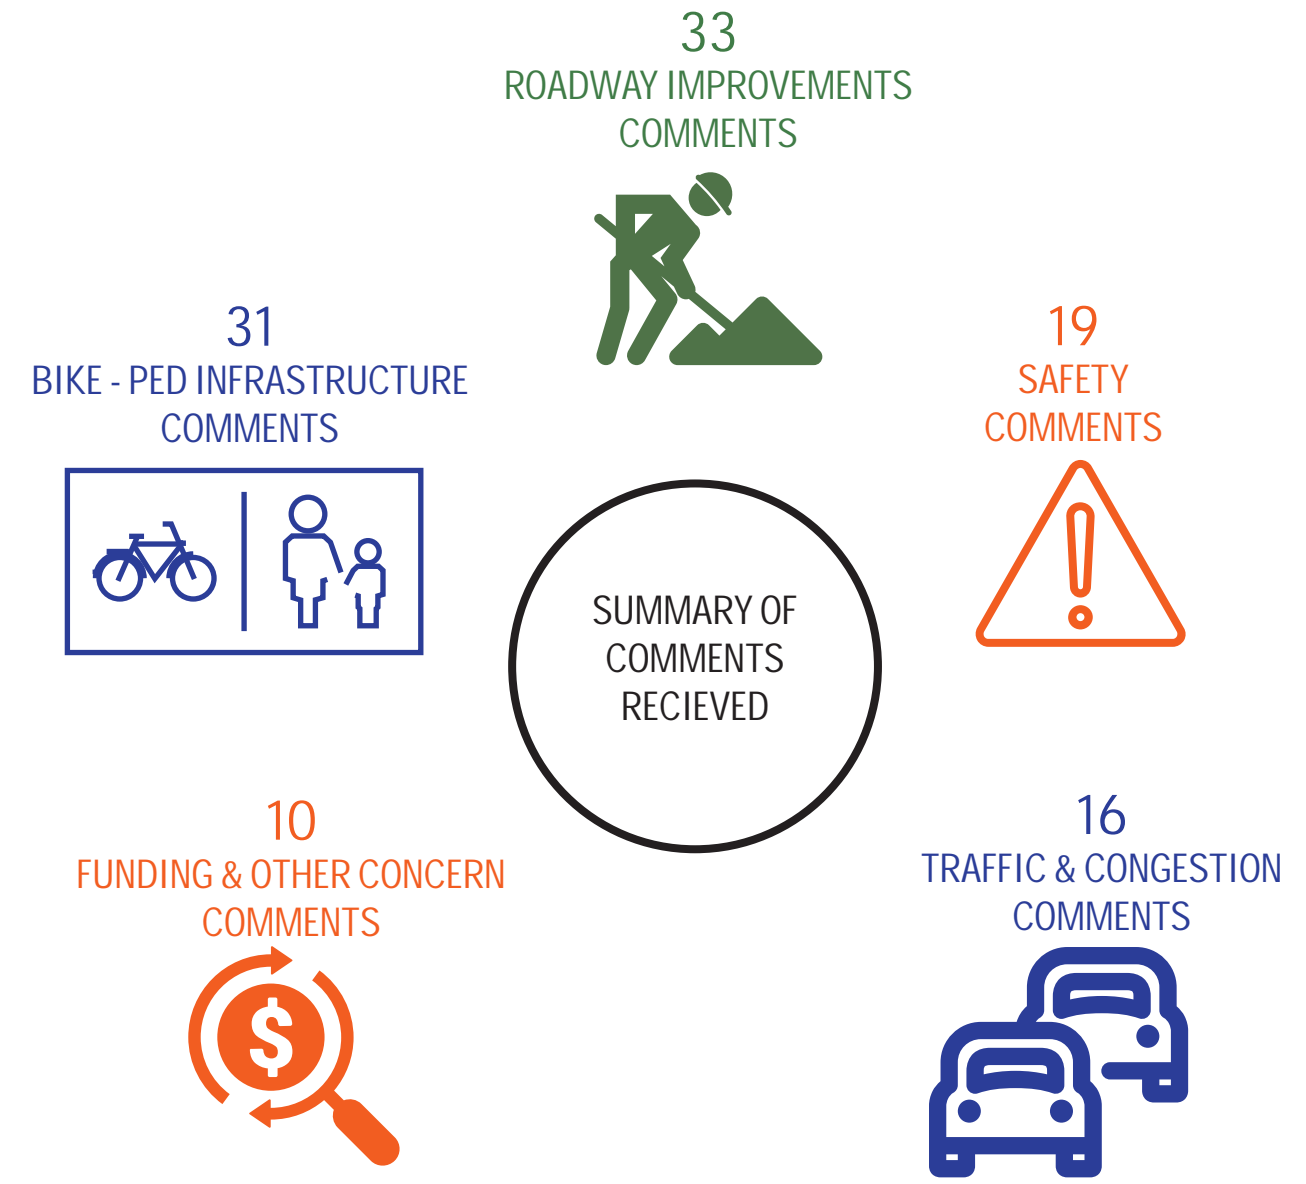 33
ROADWAY IMPROVEMENTS
COMMENTS
31
BIKE - PED INFRASTRUCTURE
COMMENTS
19
SAFETY
COMMENTS
SUMMARY OF
COMMENTS
RECIEVED
10
FUNDING & OTHER CONCERN
COMMENTS
$
16
TRAFFIC & CONGESTION
COMMENTS